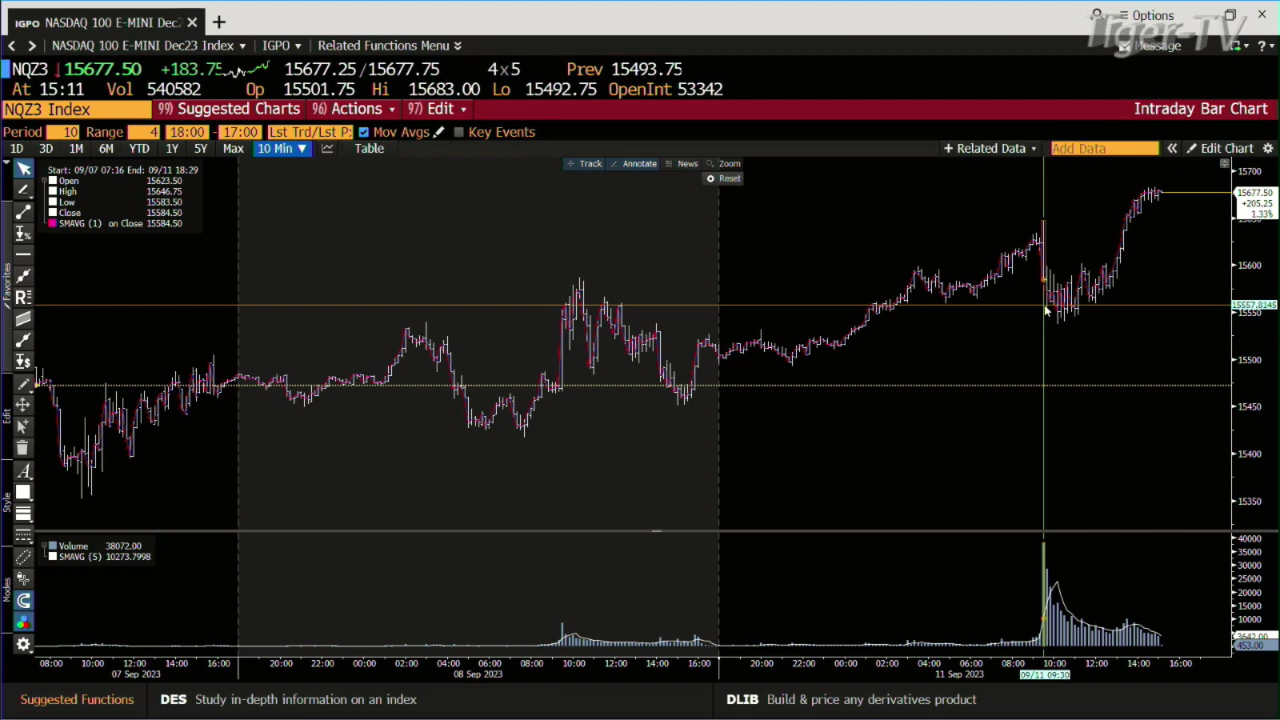 IGPO NASDAQ 100 E-MINI Dec2
Options
Tiger-TV
NASDAQ 100 E-MINI Dec23 Index
IGPO
Related Functions Menu
Message
NQZ3 15677.50 +183.75 15677.25/15677.75 4x5 Prev 15493.75
At 15:11 Vol 540582 Op 15501.75 Hi 15683.00 Lo 15492.75 OpenInt 53342
NQZ3 Index 99) Suggested Charts 96) Actions 97) Edit Intraday Bar Chart
Period 10 Range 4 18:00 - 17:00 Lst Trd/Lst P: Mov Avgs Key Events
1D 3D 1M 6M YTD 1Y 5Y Max 10 Min Table + Related Data Add Data Edit Chart
Track Annotate News Zoom
Reset
Start: 09/07 07:16 End: 09/11 18:29
Open 15623.50
High 15646.75
Low 15583.50
Close 15584.50
SMAVG (1) on Close 15584.50
Favorites
Edit
Style
Modes
15700
15677.50
+205.25
1.33%
15600
15557.8145
15550
15500
15450
15400
15350
Volume 38072.00
SMAVG (5) 10273.7998
40000
35000
30000
25000
20000
15000
10000
3642.00
453.00
08:00 10:00 12:00 14:00 16:00 20:00 22:00 00:00 02:00 04:00 06:00 08:00 10:00 12:00 14:00 16:00 20:00 22:00 00:00 02:00 04:00 06:00 08:00 10:00 12:00 14:00 16:00
07 Sep 2023 08 Sep 2023 11 Sep 2023 09/11 09:30
Suggested Functions DES Study in-depth information on an index DLIB Build & price any derivatives product